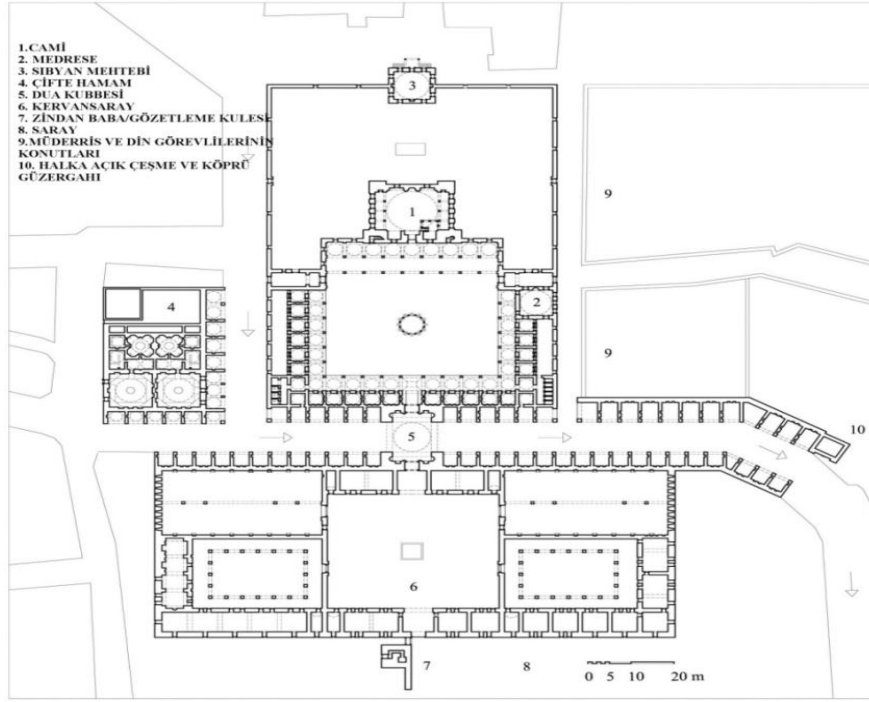 1.CAMİ
2. MEDRESE
3. SIBYAN MEHTEBİ
4. ÇİFTE HAMAM
5. DUA KUBBESİ
6. KERVANSARAY
7. ZİNDAN BABA/GÖZETLEME KULESİ
8. SARAY
9.MÜDERRİS VE DİN GÖREVLİLERİNİN
KONUTLARI
10. HALKA AÇIK ÇEŞME VE KÖPRÜ
GÜZERGAHI
3
9
1
2
4
9
10
5
6
7
8
0 5 10 20 m